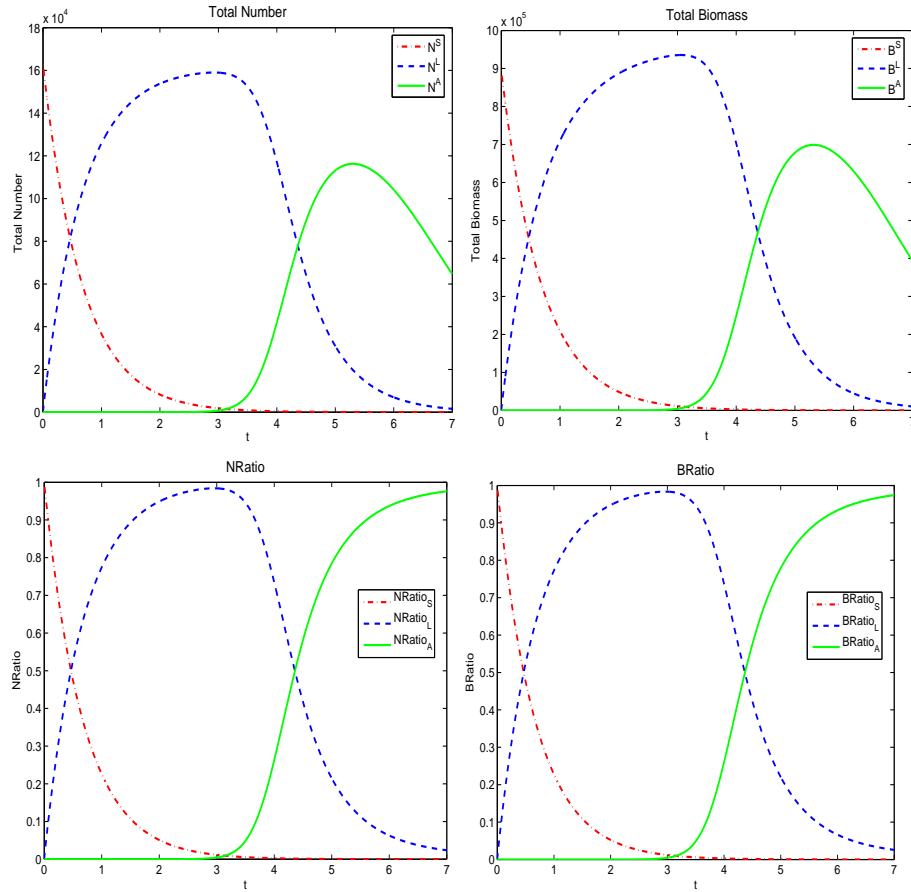 Total Number
x 10^4
18
16
14
12
10
8
6
4
2
0
Total Number
0 1 2 3 4 5 6 7
t
N^S
N^L
N^A
Total Biomass
x 10^5
10
9
8
7
6
5
4
3
2
1
0
Total Biomass
0 1 2 3 4 5 6 7
t
B^S
B^L
B^A
NRatio
1
0.9
0.8
0.7
0.6
0.5
0.4
0.3
0.2
0.1
0
NRatio
0 1 2 3 4 5 6 7
t
NRatio_S
NRatio_L
NRatio_A
BRatio
1
0.9
0.8
0.7
0.6
0.5
0.4
0.3
0.2
0.1
0
BRatio
0 1 2 3 4 5 6 7
t
BRatio_S
BRatio_L
BRatio_A